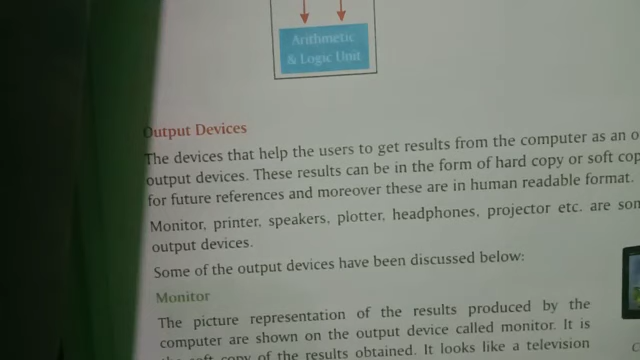 Arithmetic
& Logic Unit
Output Devices
The devices that help the users to get results from the computer as an o
output devices. These results can be in the form of hard copy or soft cop
for future references and moreover these are in human readable format.
Monitor, printer, speakers, plotter, headphones, projector etc. are som
output devices.
Some of the output devices have been discussed below:
Monitor
The picture representation of the results produced by the
computer are shown on the output device called monitor. It is
the soft copy of the results obtained. It looks like a television